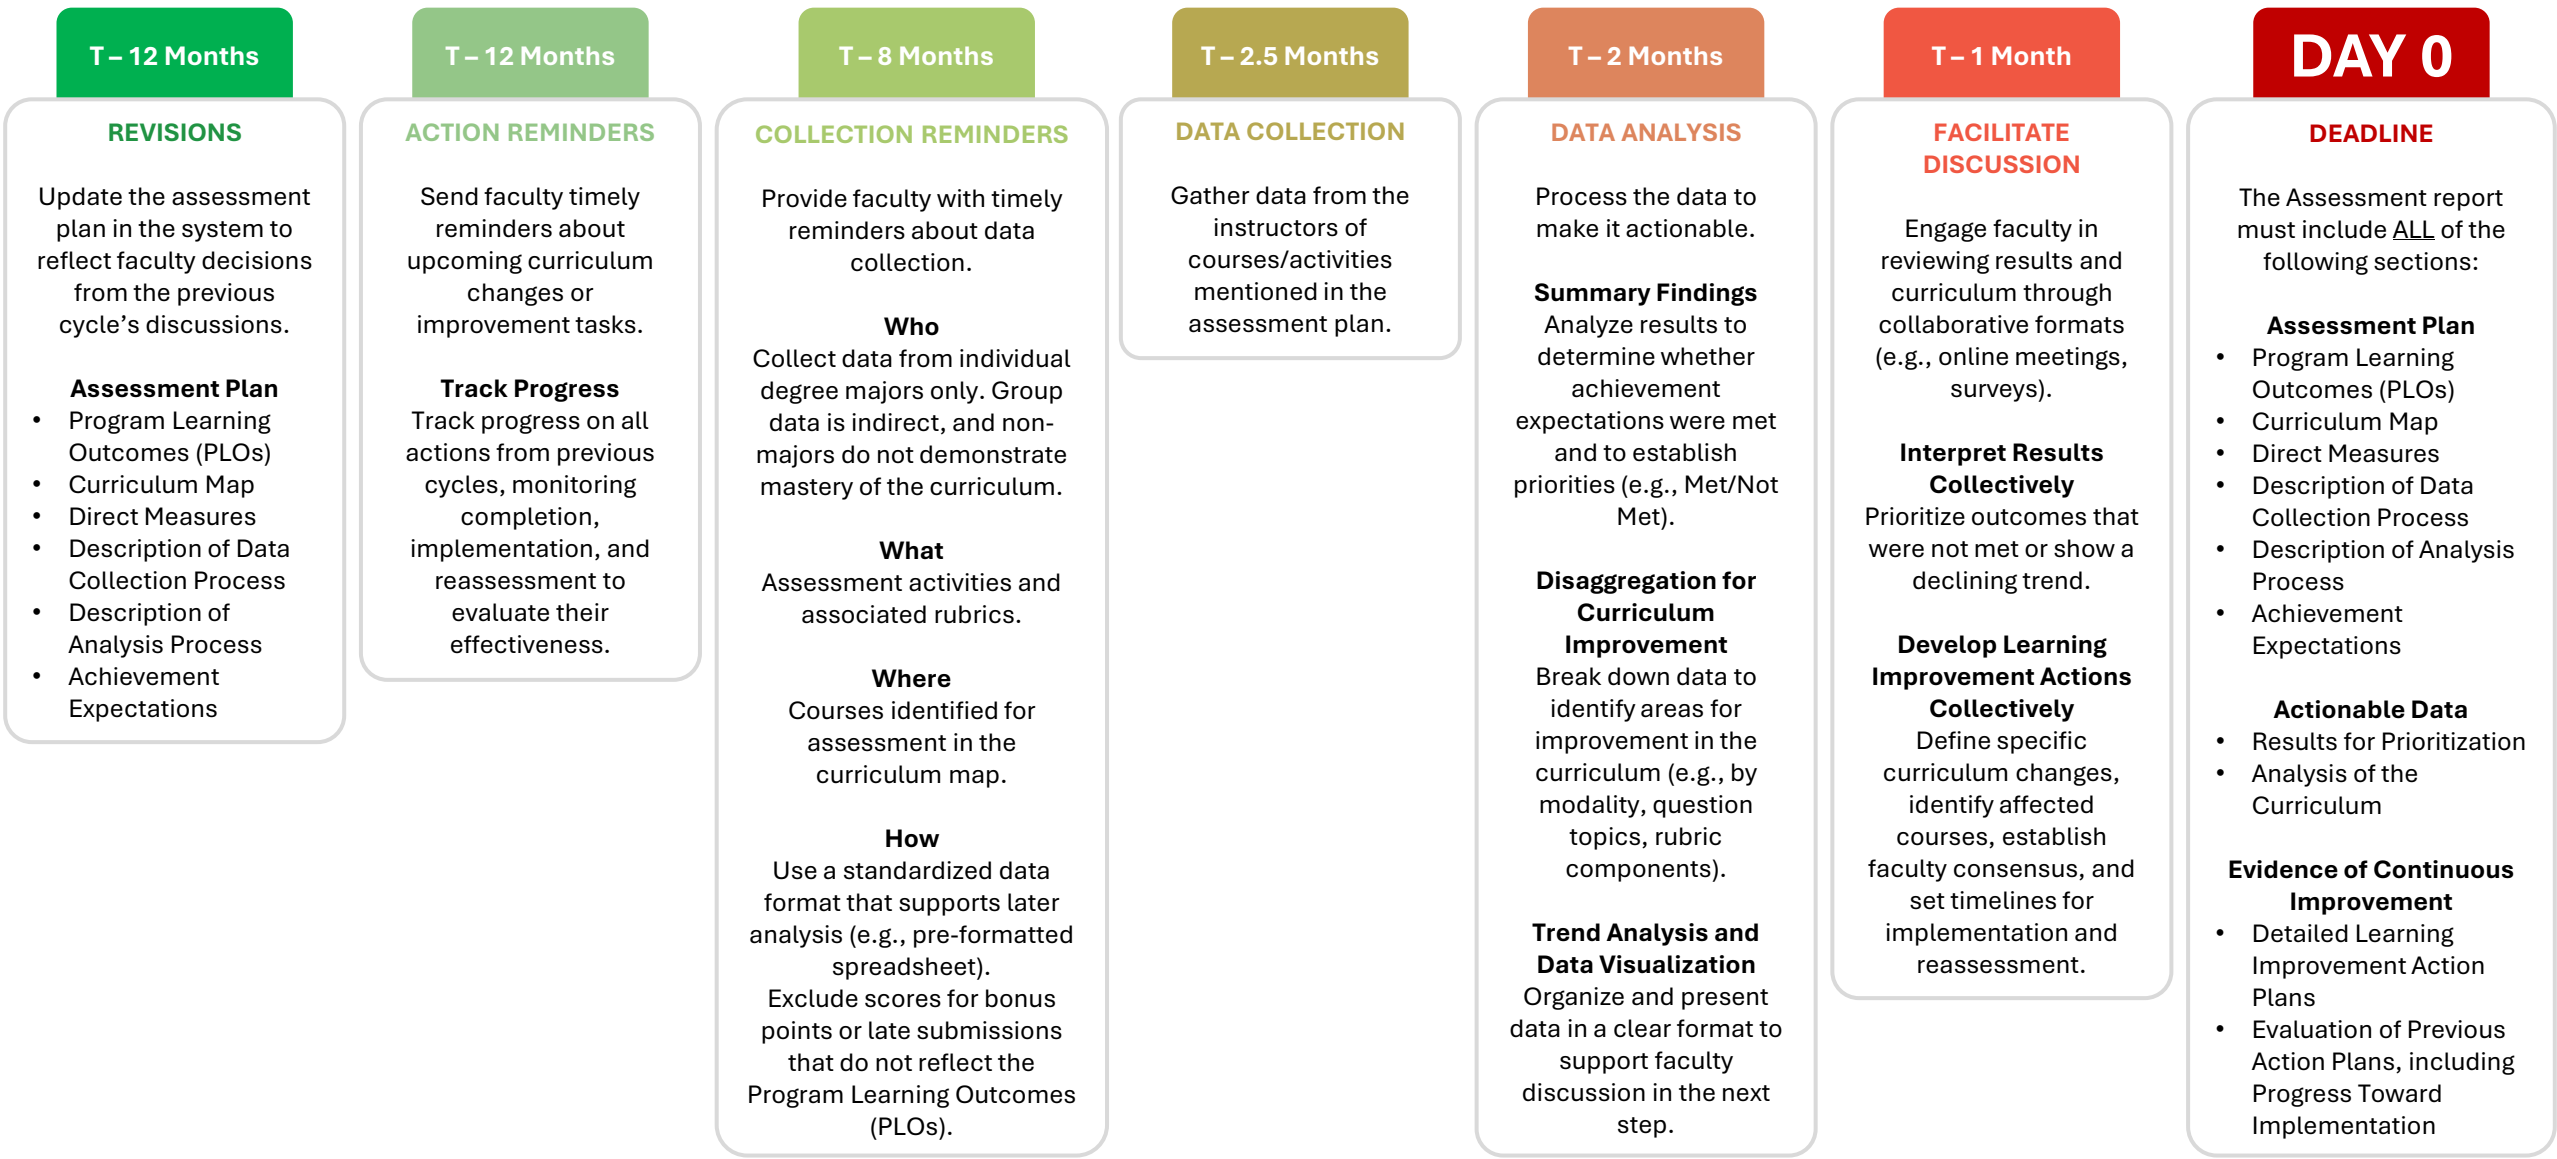 T – 12 Months
REVISIONS
Update the assessment
plan in the system to
reflect faculty decisions
from the previous
cycle’s discussions.
Assessment Plan
• Program Learning
Outcomes (PLOs)
• Curriculum Map
• Direct Measures
• Description of Data
Collection Process
• Description of
Analysis Process
• Achievement
Expectations
T – 12 Months
ACTION REMINDERS
Send faculty timely
reminders about
upcoming curriculum
changes or
improvement tasks.
Track Progress
Track progress on all
actions from previous
cycles, monitoring
completion,
implementation, and
reassessment to
evaluate their
effectiveness.
T – 8 Months
COLLECTION REMINDERS
Provide faculty with timely
reminders about data
collection.
Who
Collect data from individual
degree majors only. Group
data is indirect, and non-
majors do not demonstrate
mastery of the curriculum.
What
Assessment activities and
associated rubrics.
Where
Courses identified for
assessment in the
curriculum map.
How
Use a standardized data
format that supports later
analysis (e.g., pre-formatted
spreadsheet).
Exclude scores for bonus
points or late submissions
that do not reflect the
Program Learning Outcomes
(PLOs).
T – 2.5 Months
DATA COLLECTION
Gather data from the
instructors of
courses/activities
mentioned in the
assessment plan.
T – 2 Months
DATA ANALYSIS
Process the data to
make it actionable.
Summary Findings
Analyze results to
determine whether
achievement
expectations were met
and to establish
priorities (e.g., Met/Not
Met).
Disaggregation for
Curriculum
Improvement
Break down data to
identify areas for
improvement in the
curriculum (e.g., by
modality, question
topics, rubric
components).
Trend Analysis and
Data Visualization
Organize and present
data in a clear format to
support faculty
discussion in the next
step.
T – 1 Month
FACILITATE
DISCUSSION
Engage faculty in
reviewing results and
curriculum through
collaborative formats
(e.g., online meetings,
surveys).
Interpret Results
Collectively
Prioritize outcomes that
were not met or show a
declining trend.
Develop Learning
Improvement Actions
Collectively
Define specific
curriculum changes,
identify affected
courses, establish
faculty consensus, and
set timelines for
implementation and
reassessment.
DAY 0
DEADLINE
The Assessment report
must include ALL of the
following sections:
Assessment Plan
• Program Learning
Outcomes (PLOs)
• Curriculum Map
• Direct Measures
• Description of Data
Collection Process
• Description of Analysis
Process
• Achievement
Expectations
Actionable Data
• Results for Prioritization
• Analysis of the
Curriculum
Evidence of Continuous
Improvement
• Detailed Learning
Improvement Action
Plans
• Evaluation of Previous
Action Plans, including
Progress Toward
Implementation